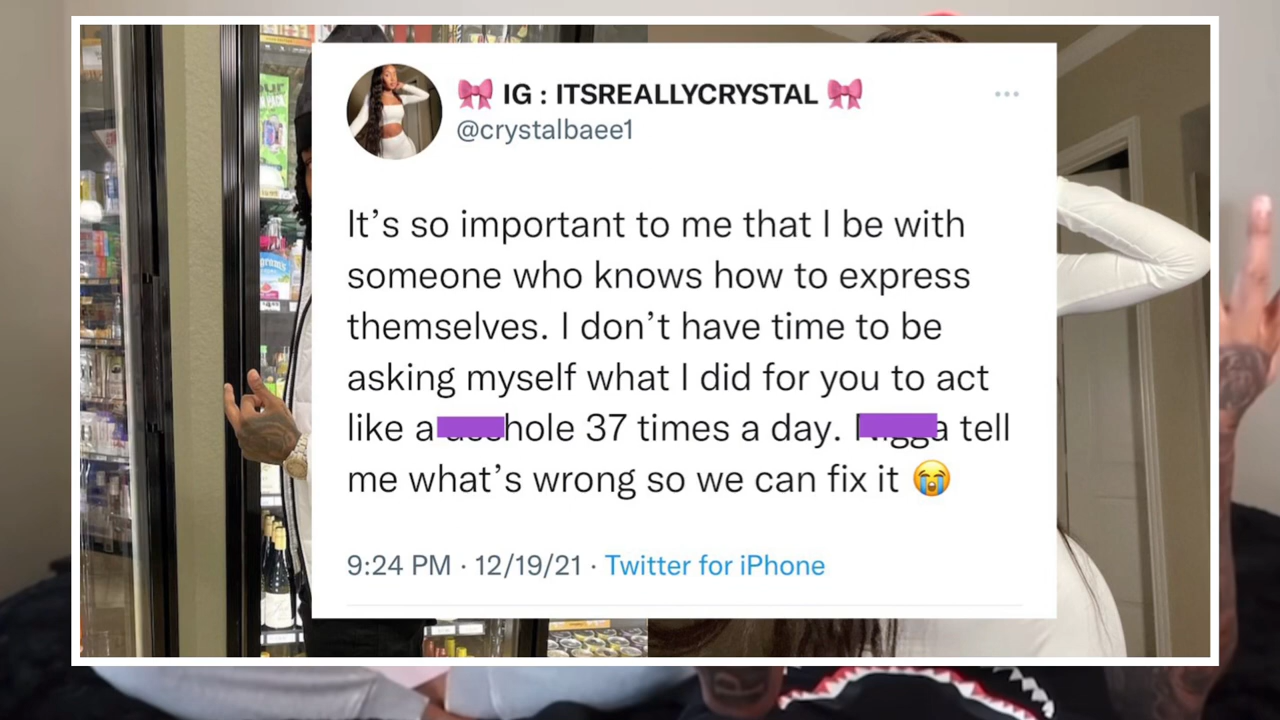 🎀 IG : ITSREALLYCRYSTAL 🎀
@crystalbaee1
It’s so important to me that I be with
someone who knows how to express
themselves. I don’t have time to be
asking myself what I did for you to act
like a hole 37 times a day. tell
me what’s wrong so we can fix it 😭
9:24 PM · 12/19/21 · Twitter for iPhone